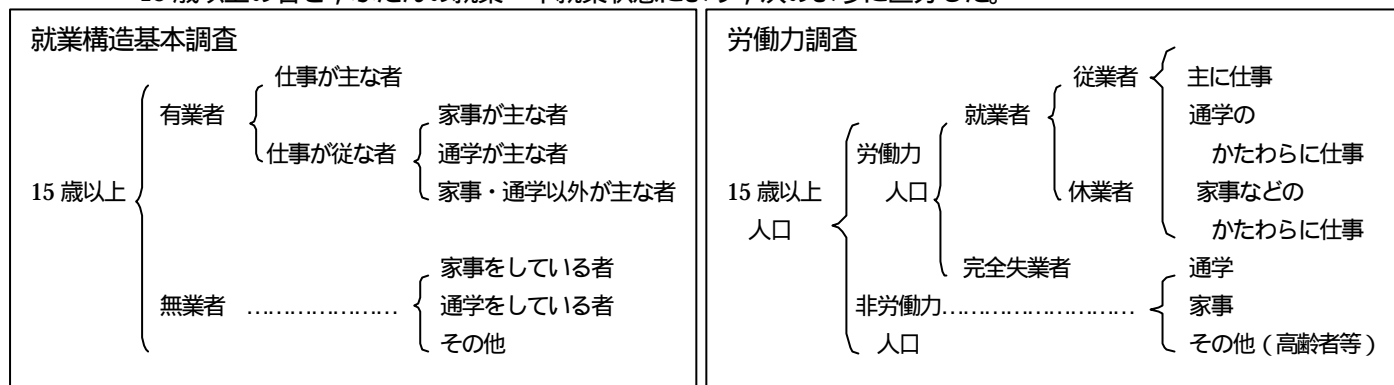 15 歳以上の者を,ふだんの就業・不就業状態により,次のように区分した。
就業構造基本調査
仕事が主な者
有業者
家事が主な者
仕事が従な者
通学が主な者
15 歳以上
家事・通学以外が主な者
家事をしている者
無業者 …………………
通学をしている者
その他
労働力調査
従業者
主に仕事
就業者
通学の
労働力
かたわらに仕事
15 歳以上
人口
休業者
家事などの
人口
かたわらに仕事
完全失業者
通学
非労働力………………………
家事
人口
その他(高齢者等)